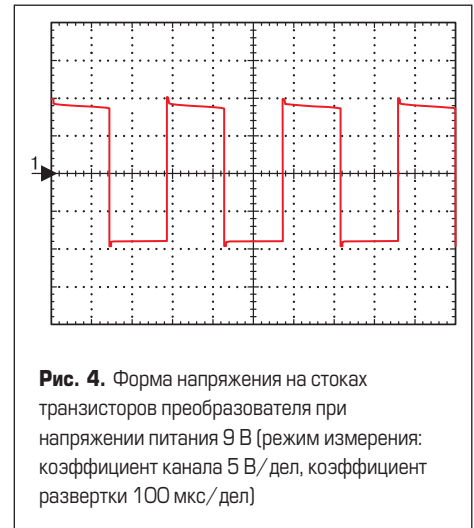 1
Рис. 4. Форма напряжения на стоках
транзисторов преобразователя при
напряжении питания 9 В (режим измерения:
коэффициент канала 5 В/дел, коэффициент
развертки 100 мкс/дел)